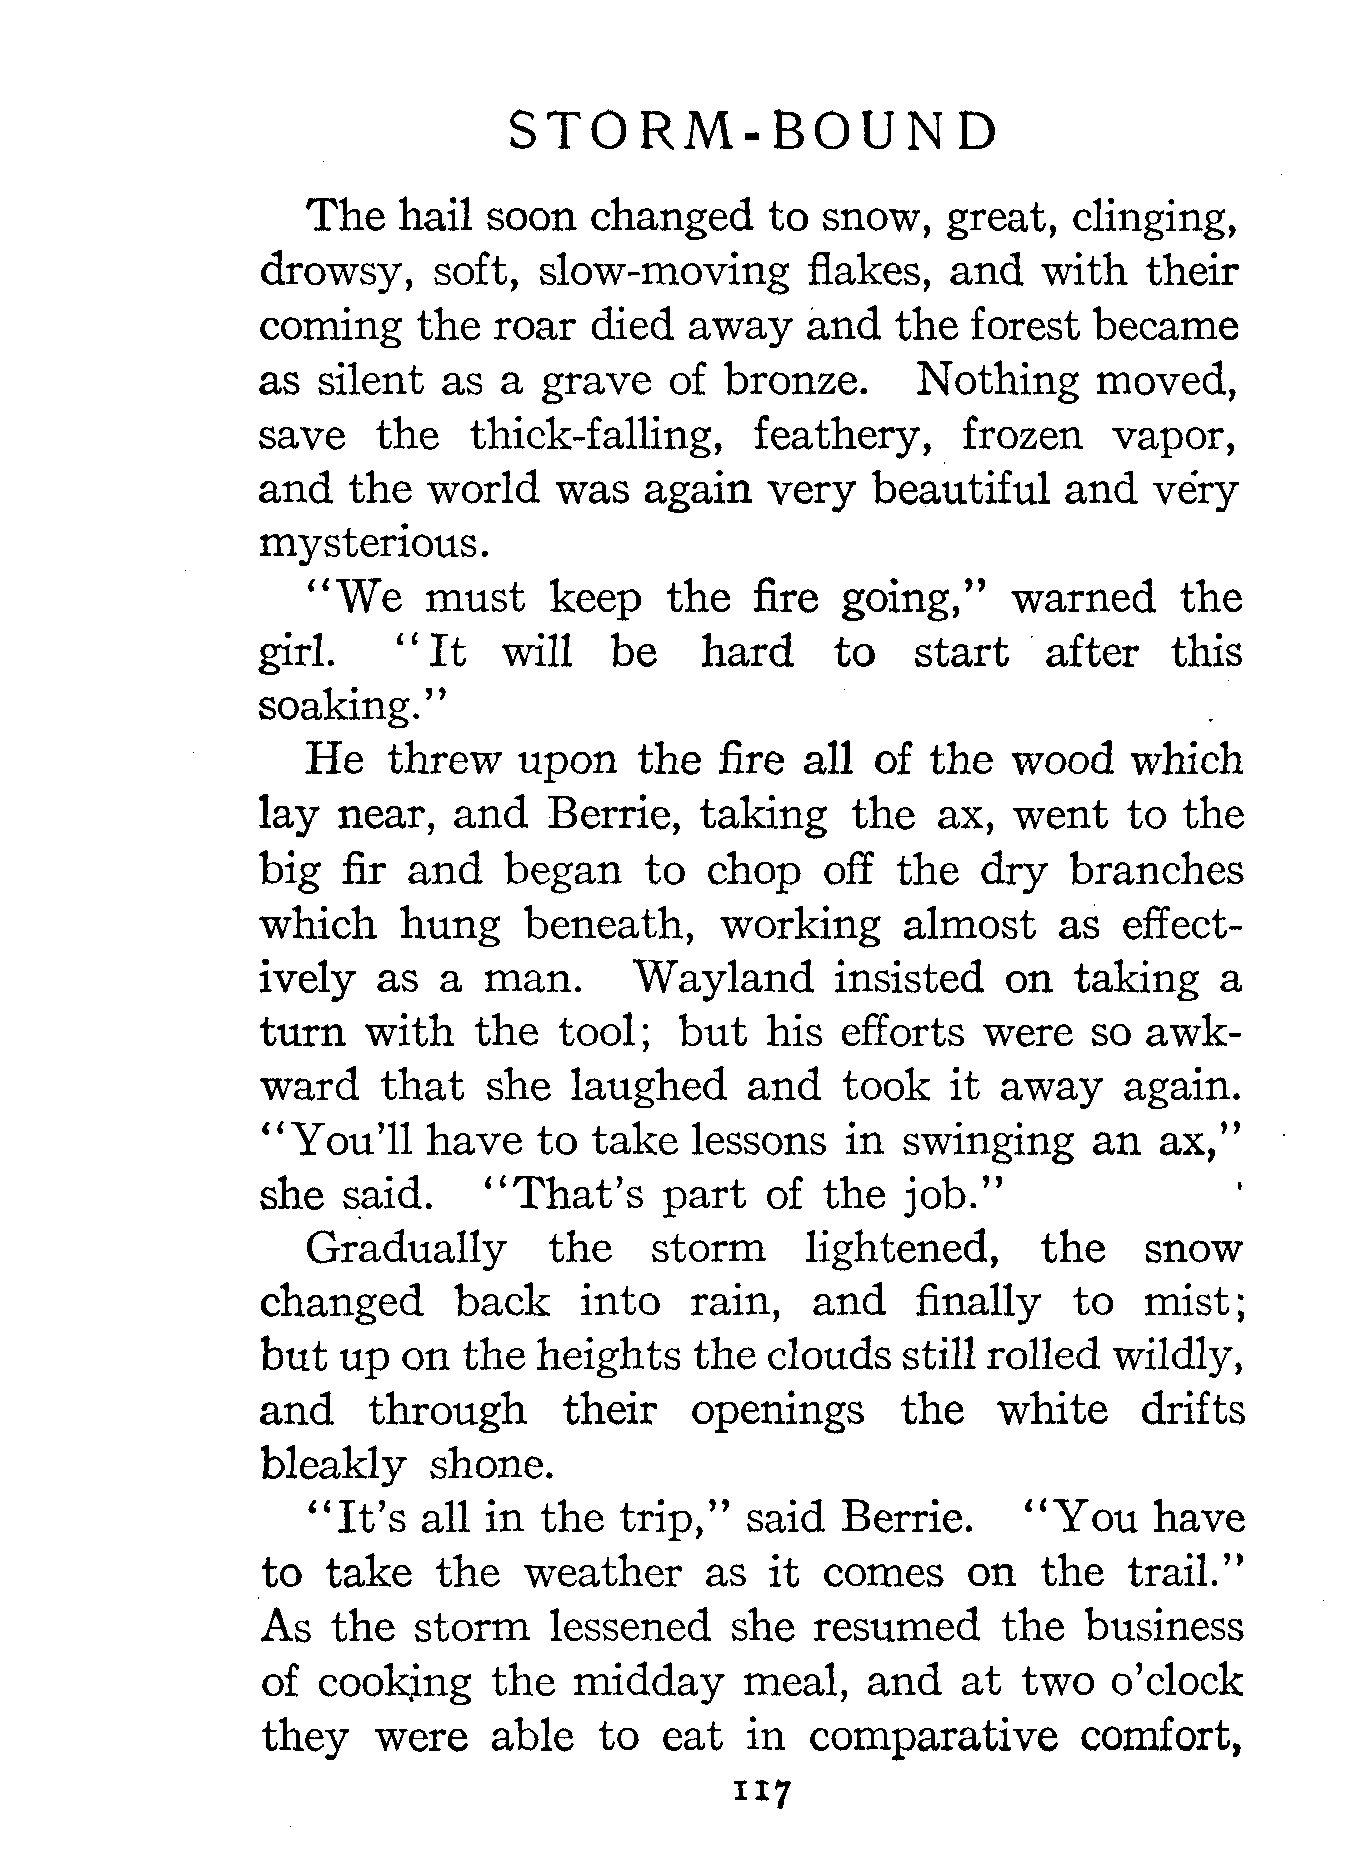 STORM-BOUND
The hail soon changed to snow, great, clinging,
drowsy, soft, slow-moving flakes, and with their
coming the roar died away and the forest became
as silent as a grave of bronze. Nothing moved,
save the thick-falling, feathery, frozen vapor,
and the world was again very beautiful and very
mysterious.
"We must keep the fire going," warned the
girl. "It will be hard to start after this
soaking."
He threw upon the fire all of the wood which
lay near, and Berrie, taking the ax, went to the
big fir and began to chop off the dry branches
which hung beneath, working almost as effect-
ively as a man. Wayland insisted on taking a
turn with the tool; but his efforts were so awk-
ward that she laughed and took it away again.
"You'll have to take lessons in swinging an ax,"
she said. "That's part of the job."
Gradually the storm lightened, the snow
changed back into rain, and finally to mist;
but up on the heights the clouds still rolled wildly,
and through their openings the white drifts
bleakly shone.
"It's all in the trip," said Berrie. "You have
to take the weather as it comes on the trail."
As the storm lessened she resumed the business
of cooking the midday meal, and at two o'clock
they were able to eat in comparative comfort,
117